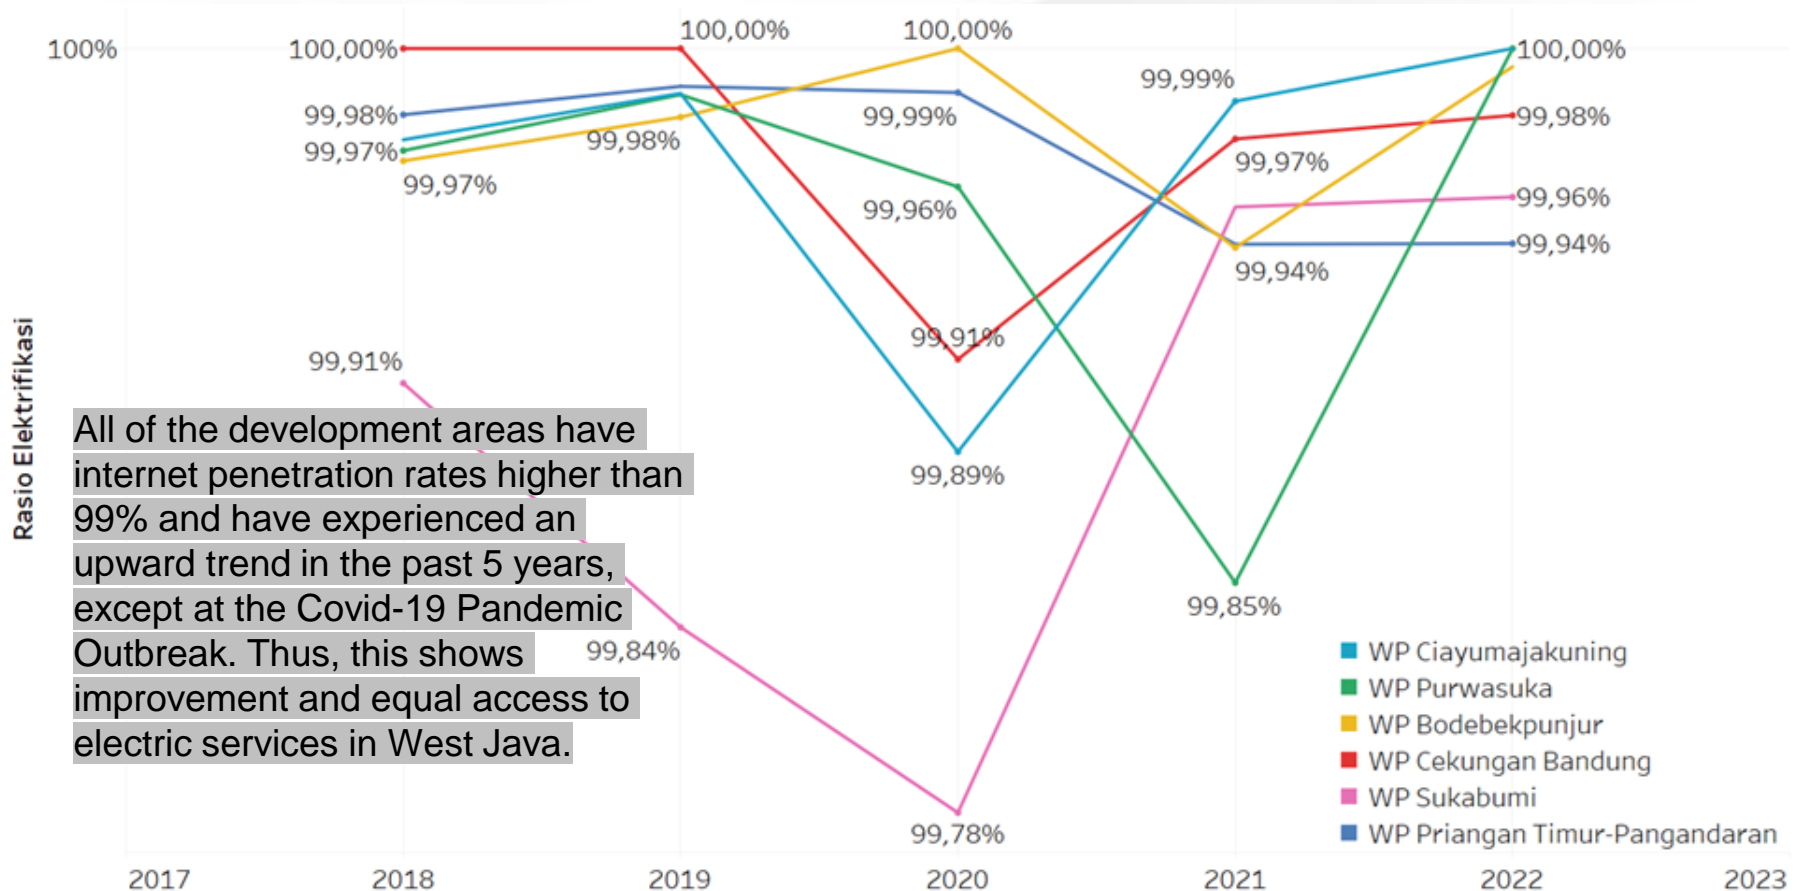 100%
100,00%
100,00%
100,00%
100,00%
99,99%
99,98%
99,99%
99,98%
99,97%
99,98%
99,97%
99,97%
99,96%
99,96%
99,94%
99,94%
99,91%
99,91%
99,89%
99,85%
99,84%
99,78%
Rasio Elektrifikasi
All of the development areas have
internet penetration rates higher than
99% and have experienced an
upward trend in the past 5 years,
except at the Covid-19 Pandemic
Outbreak. Thus, this shows
improvement and equal access to
electric services in West Java.
WP Ciayumajakuning
WP Purwasuka
WP Bodebekpunjur
WP Cekungan Bandung
WP Sukabumi
WP Priangan Timur-Pangandaran
2017
2018
2019
2020
2021
2022
2023